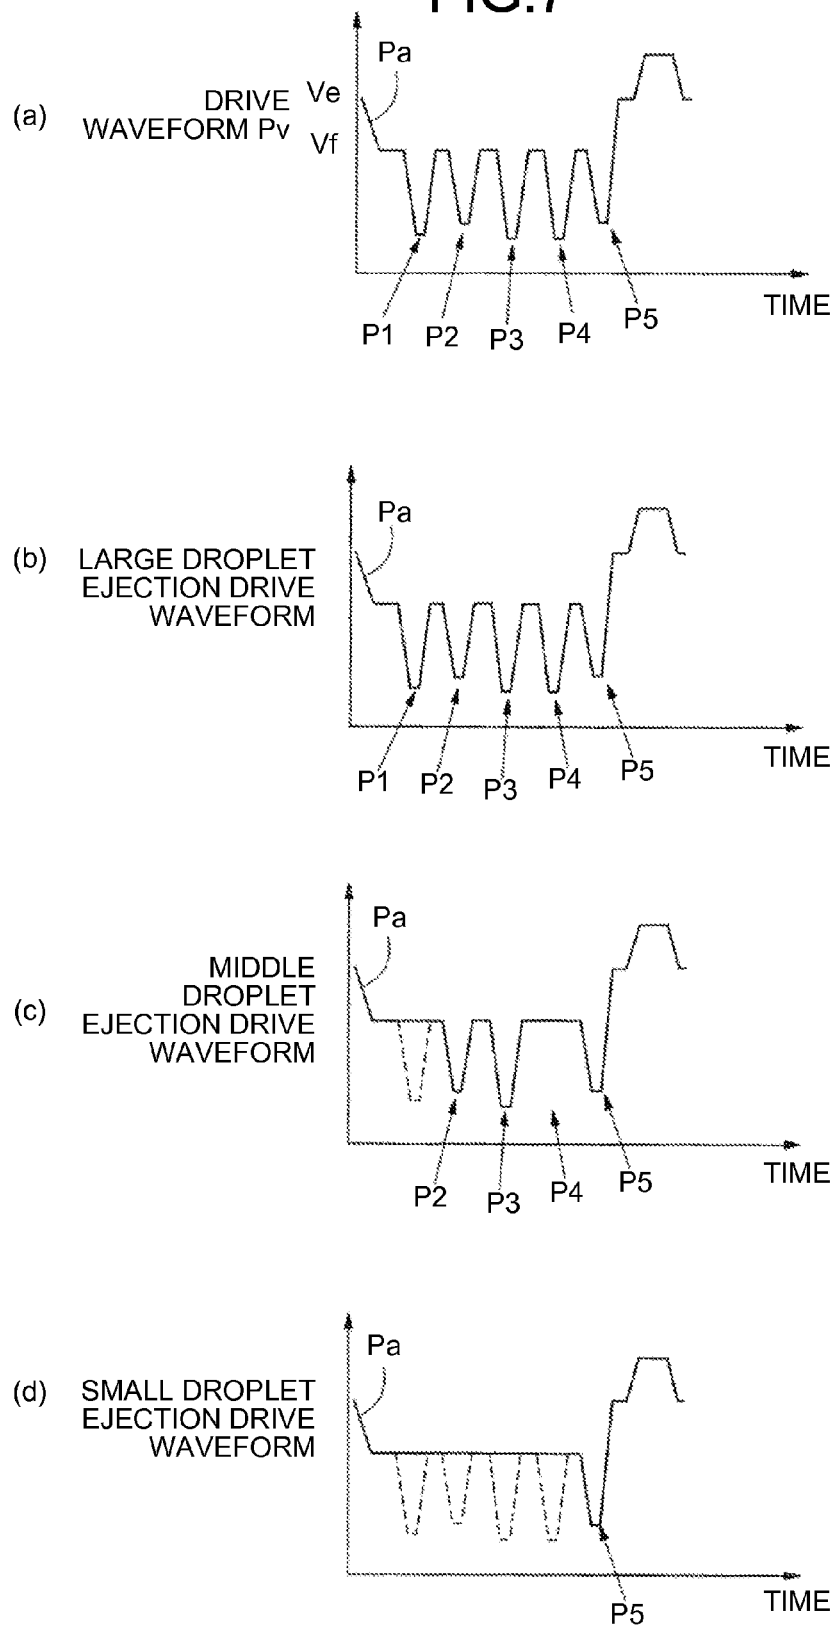 FIG.7
(a) DRIVE
WAVEFORM Pv
Ve
Vf
Pa
P1 P2 P3 P4 P5
TIME
(b) LARGE DROPLET
EJECTION DRIVE
WAVEFORM
Pa
P1 P2 P3 P4 P5
TIME
(c) MIDDLE
DROPLET
EJECTION DRIVE
WAVEFORM
Pa
P2 P3 P4 P5
TIME
(d) SMALL DROPLET
EJECTION DRIVE
WAVEFORM
Pa
P5
TIME